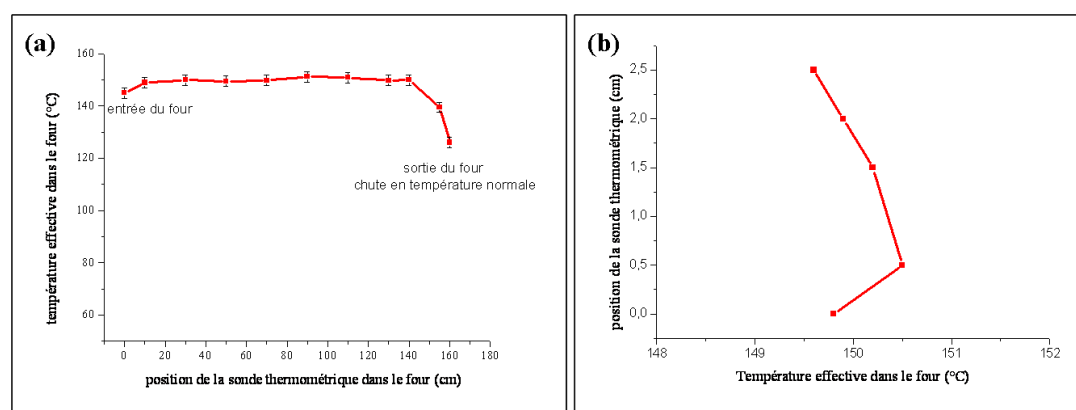 (a)
160
140
120
100
80
60
température effective dans le four (°C)
entrée du four
sortie du four
chute en température normale
0 20 40 60 80 100 120 140 160 180
position de la sonde thermométrique dans le four (cm)
(b)
2,5
2,0
1,5
1,0
0,5
0,0
position de la sonde thermométrique (cm)
148 149 150 151 152
Température effective dans le four (°C)